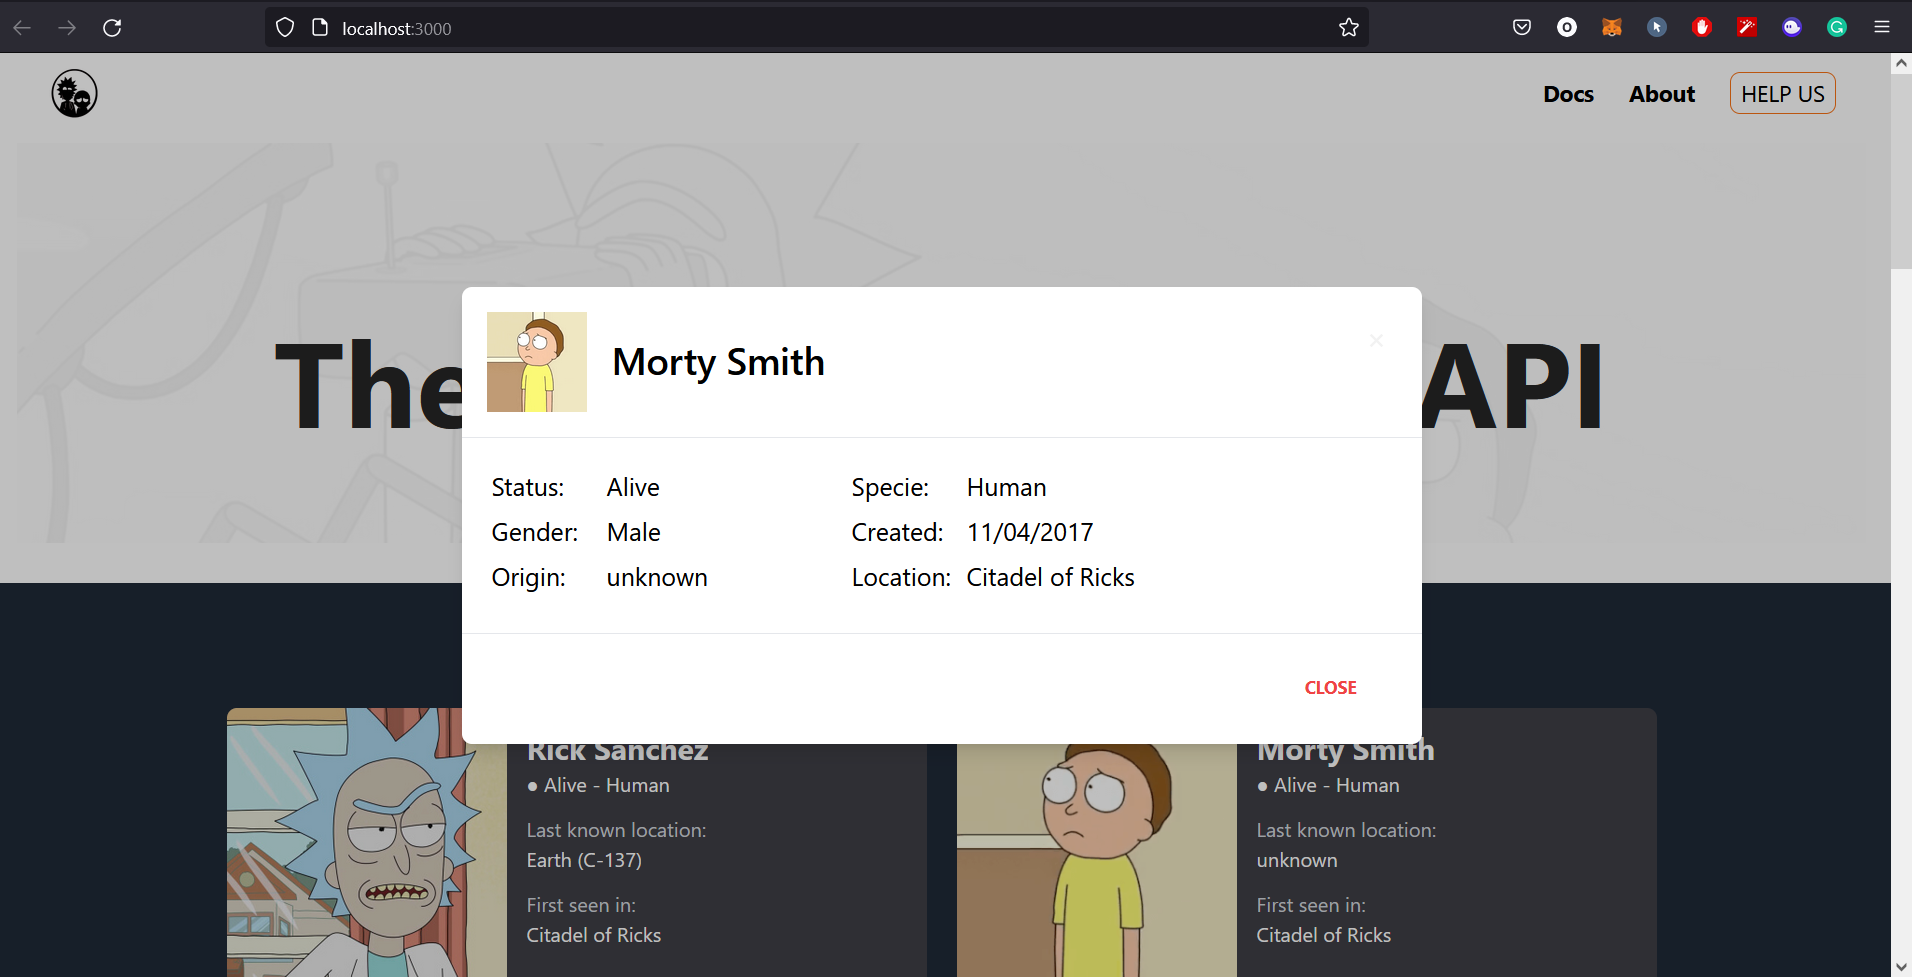 localhost:3000
Docs About HELP US
The API
Morty Smith
×
Status: Alive Specie: Human
Gender: Male Created: 11/04/2017
Origin: unknown Location: Citadel of Ricks
CLOSE
Rick Sanchez
● Alive - Human
Last known location:
Earth (C-137)
First seen in:
Citadel of Ricks
Morty Smith
● Alive - Human
Last known location:
unknown
First seen in:
Citadel of Ricks